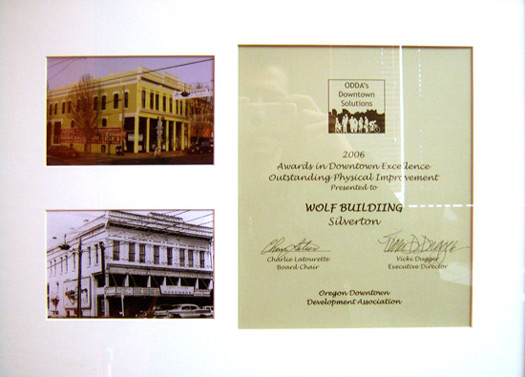 ODDA's
Downtown
Solutions
2006
Awards in Downtown Excellence
Outstanding Physical Improvement
Presented to
WOLF BUILDIING
Silverton
Charlie Latourette
Board Chair
Vicki Dugger
Executive Director
Oregon Downtown
Development Association